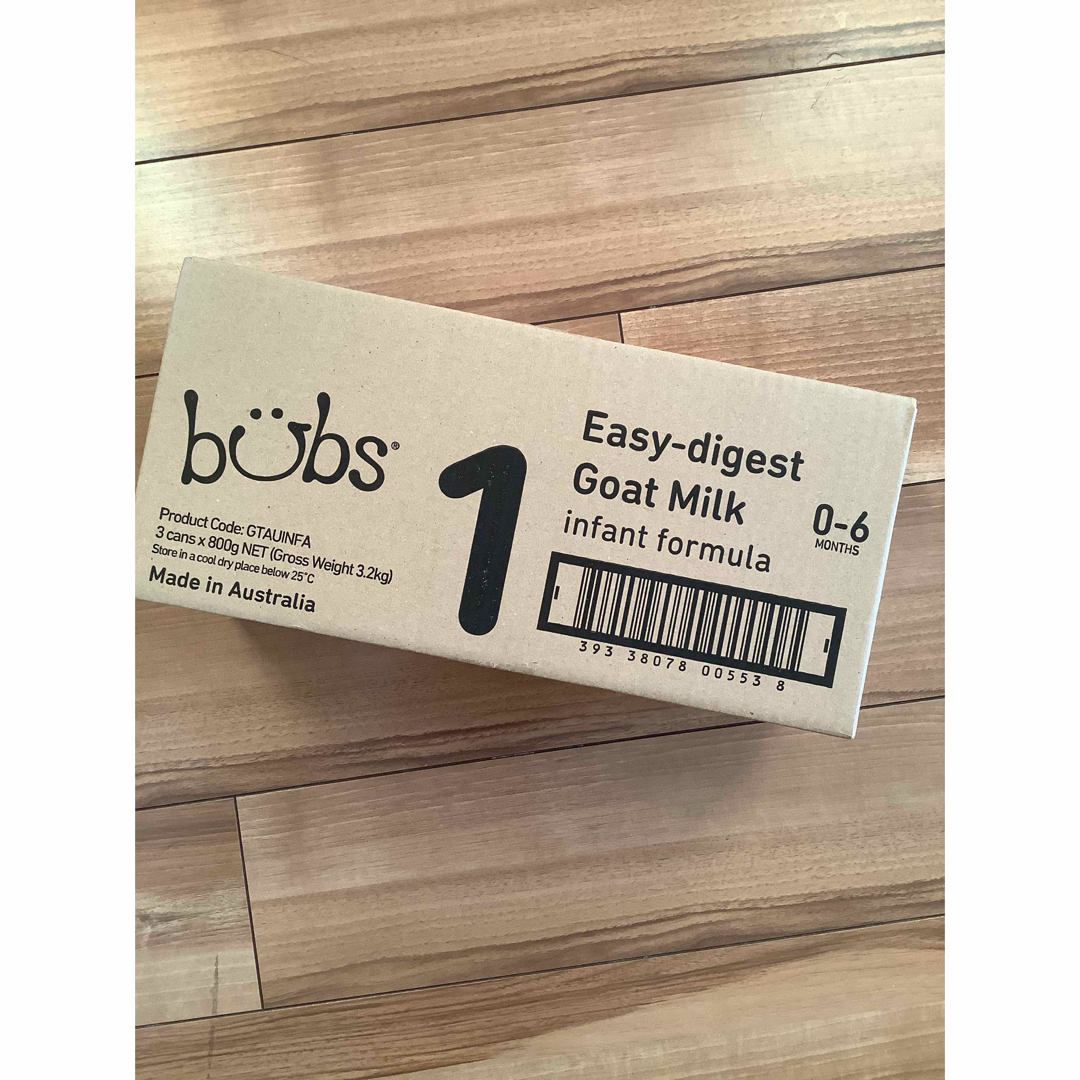 bübs®
Product Code: GTAUINFA
3 cans x 800g NET (Gross Weight 3.2kg)
Store in a cool dry place below 25°C
Made in Australia
1
Easy-digest
Goat Milk
infant formula
0-6
MONTHS
393 38078 00553 8